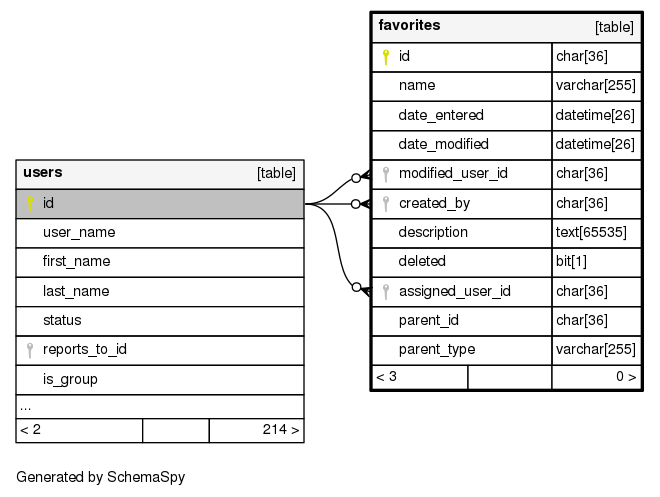 favorites [table]
id char[36]
name varchar[255]
date_entered datetime[26]
date_modified datetime[26]
modified_user_id char[36]
created_by char[36]
description text[65535]
deleted bit[1]
assigned_user_id char[36]
parent_id char[36]
parent_type varchar[255]
< 3 0 >
users [table]
id
user_name
first_name
last_name
status
reports_to_id
is_group
...
< 2 214 >
Generated by SchemaSpy